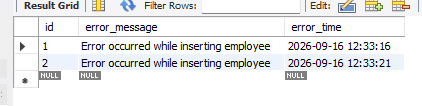 Result Grid Filter Rows: Edit:
id error_message error_time
1 Error occurred while inserting employee 2026-09-16 12:33:16
2 Error occurred while inserting employee 2026-09-16 12:33:21
NULL NULL NULL